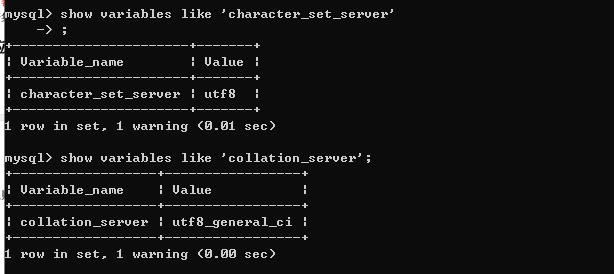 mysql> show variables like 'character_set_server'
    -> ;
+----------------------+-------+
| Variable_name        | Value |
+----------------------+-------+
| character_set_server | utf8  |
+----------------------+-------+
1 row in set, 1 warning (0.01 sec)
mysql> show variables like 'collation_server';
+------------------+-----------------+
| Variable_name    | Value           |
+------------------+-----------------+
| collation_server | utf8_general_ci |
+------------------+-----------------+
1 row in set, 1 warning (0.00 sec)